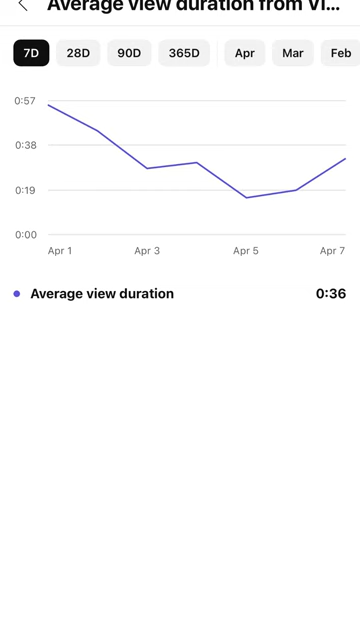 Average view duration from Vi...
7D 28D 90D 365D Apr Mar Feb
0:57
0:38
0:19
0:00
Apr 1 Apr 3 Apr 5 Apr 7
Average view duration 0:36